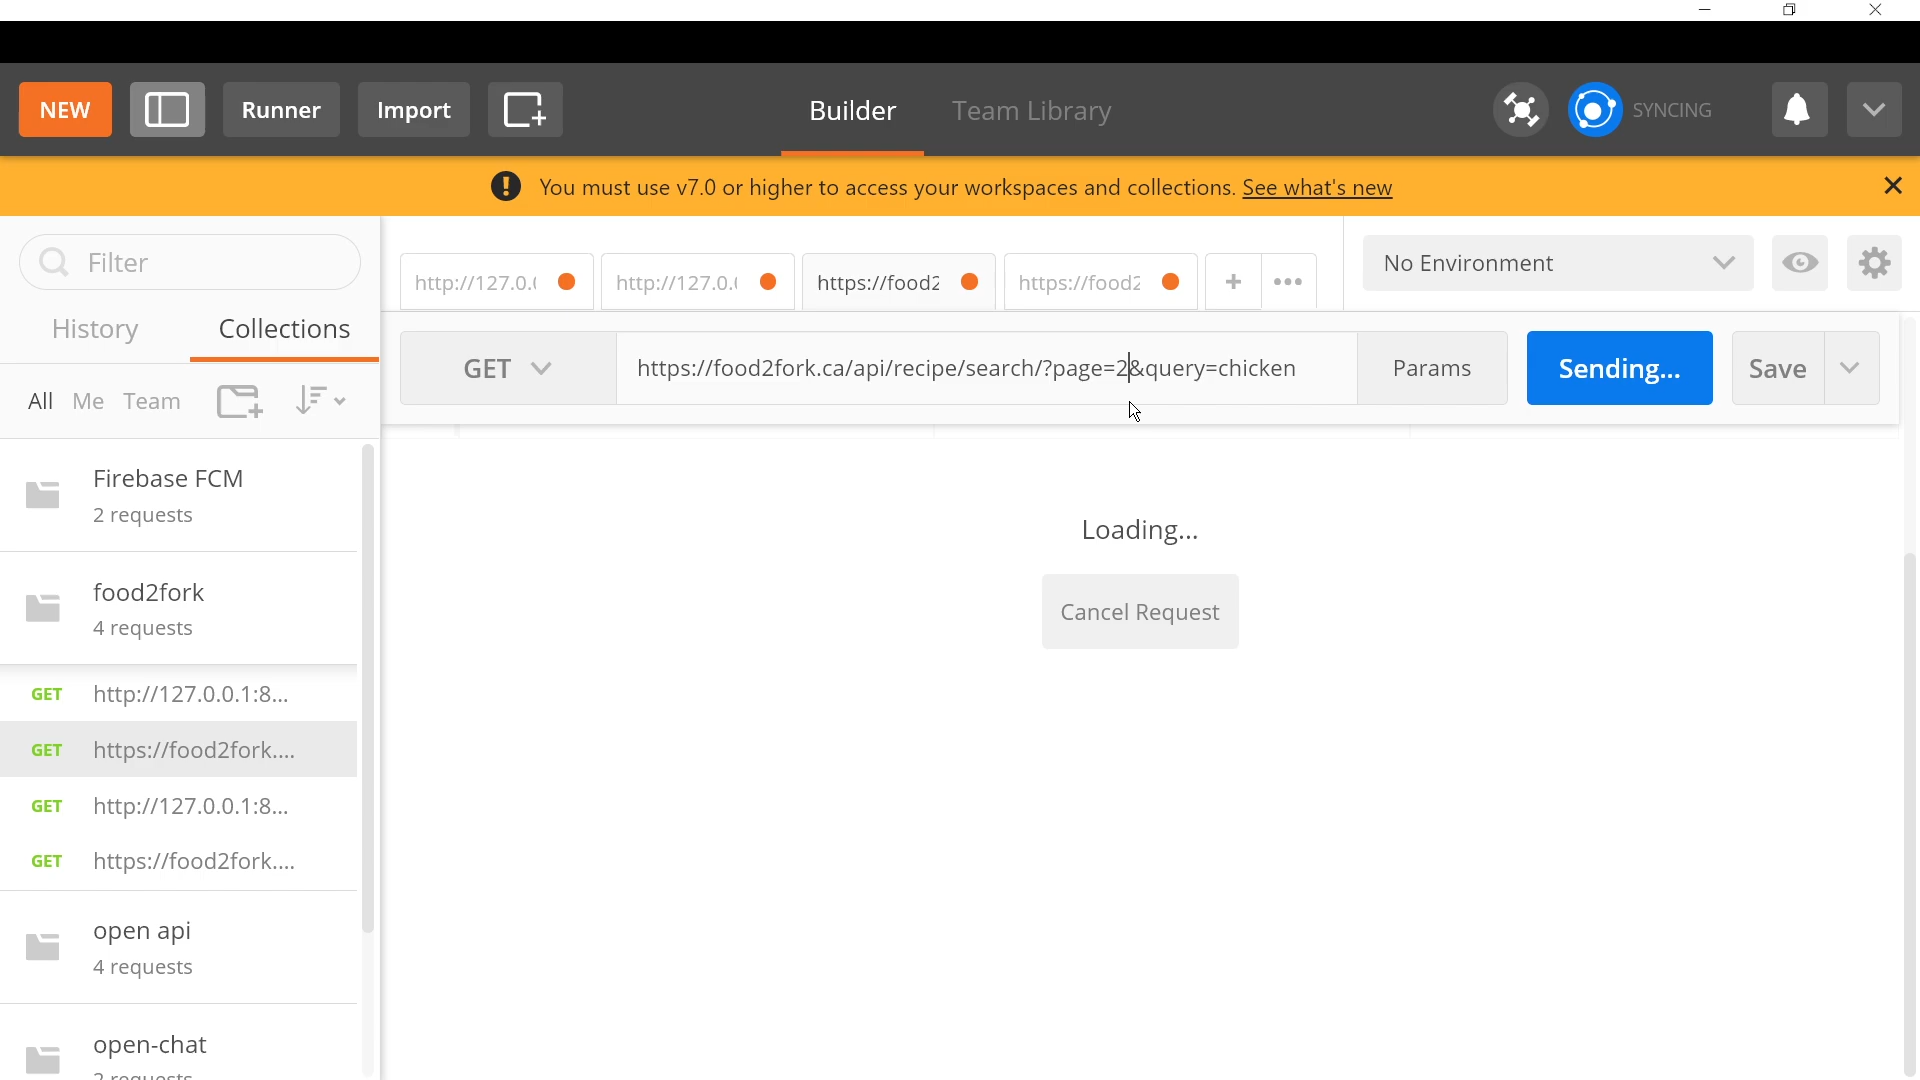 NEW
Runner
Import
Builder
Team Library
SYNCING
You must use v7.0 or higher to access your workspaces and collections. See what's new
Filter
http://127.0.(
http://127.0.(
https://food2
https://food2
No Environment
History
Collections
GET
https://food2fork.ca/api/recipe/search/?page=2&query=chicken
Params
Sending...
Save
All
Me
Team
Firebase FCM
2 requests
Loading...
Cancel Request
food2fork
4 requests
GET http://127.0.0.1:8...
GET https://food2fork....
GET http://127.0.0.1:8...
GET https://food2fork....
open api
4 requests
open-chat
2 requests